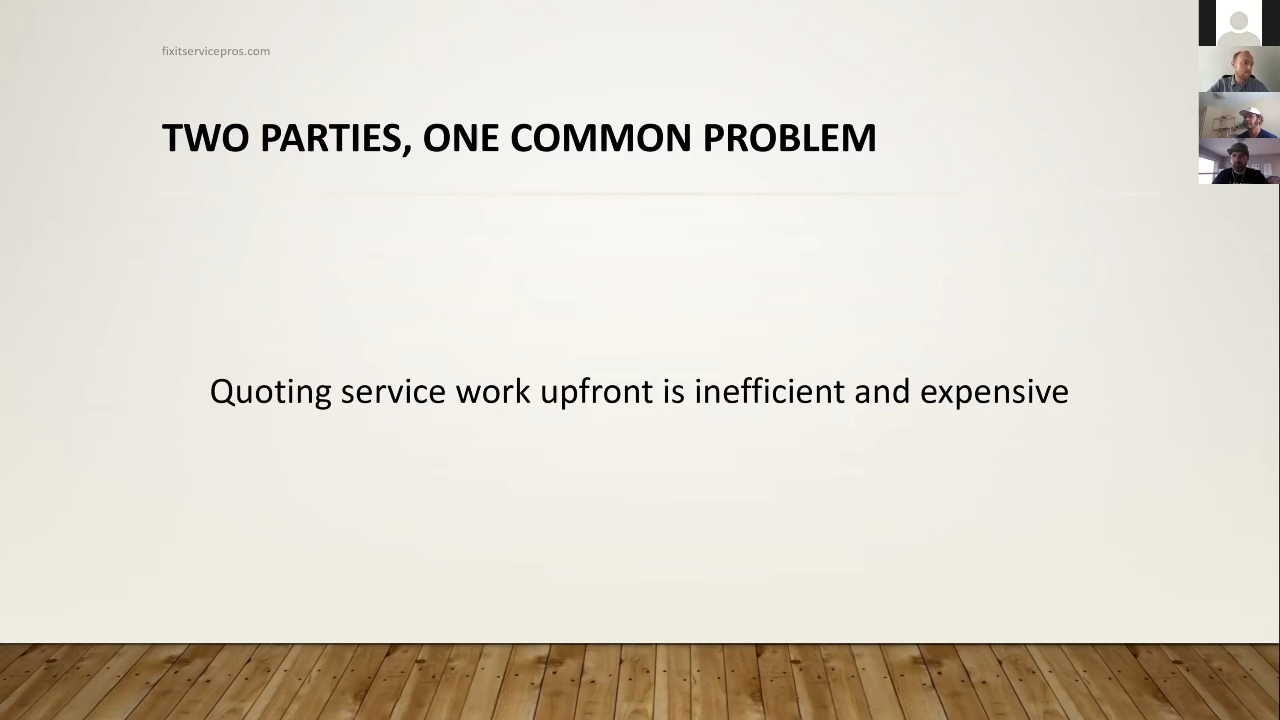 fixitservicepros.com
TWO PARTIES, ONE COMMON PROBLEM
Quoting service work upfront is inefficient and expensive